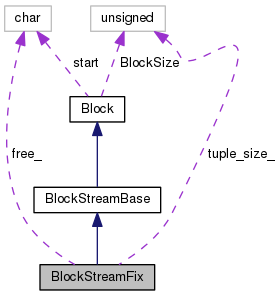 char
unsigned
start
BlockSize
Block
free_
tuple_size_
BlockStreamBase
BlockStreamFix